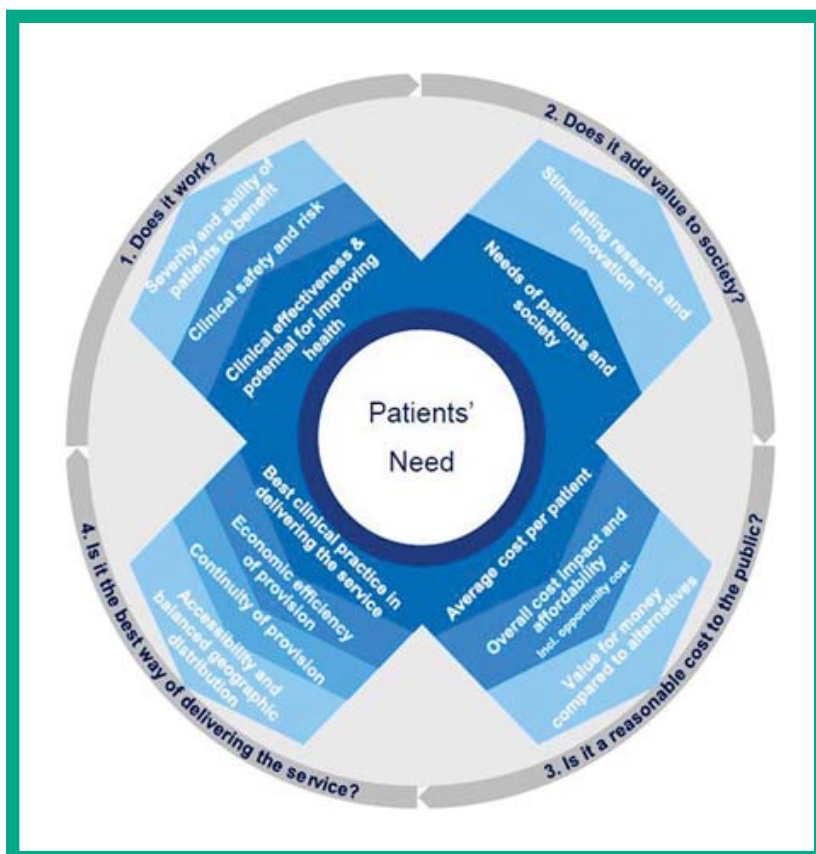 1. Does it work?
Severity and ability of
patients to benefit
Clinical safety and risk
Clinical effectiveness &
potential for improving
health
2. Does it add value to society?
Stimulating research and
innovation
Needs of patients and
society
Patients'
Need
3. Is it a reasonable cost to the public?
Average cost per patient
Overall cost impact and
affordability
Incl. opportunity cost
Value for money
compared to alternatives
4. Is it the best way of delivering the service?
Best clinical practice in
delivering the service
Economic efficiency
of provision
Continuity of provision
Accessibility and
balanced geographic
distribution